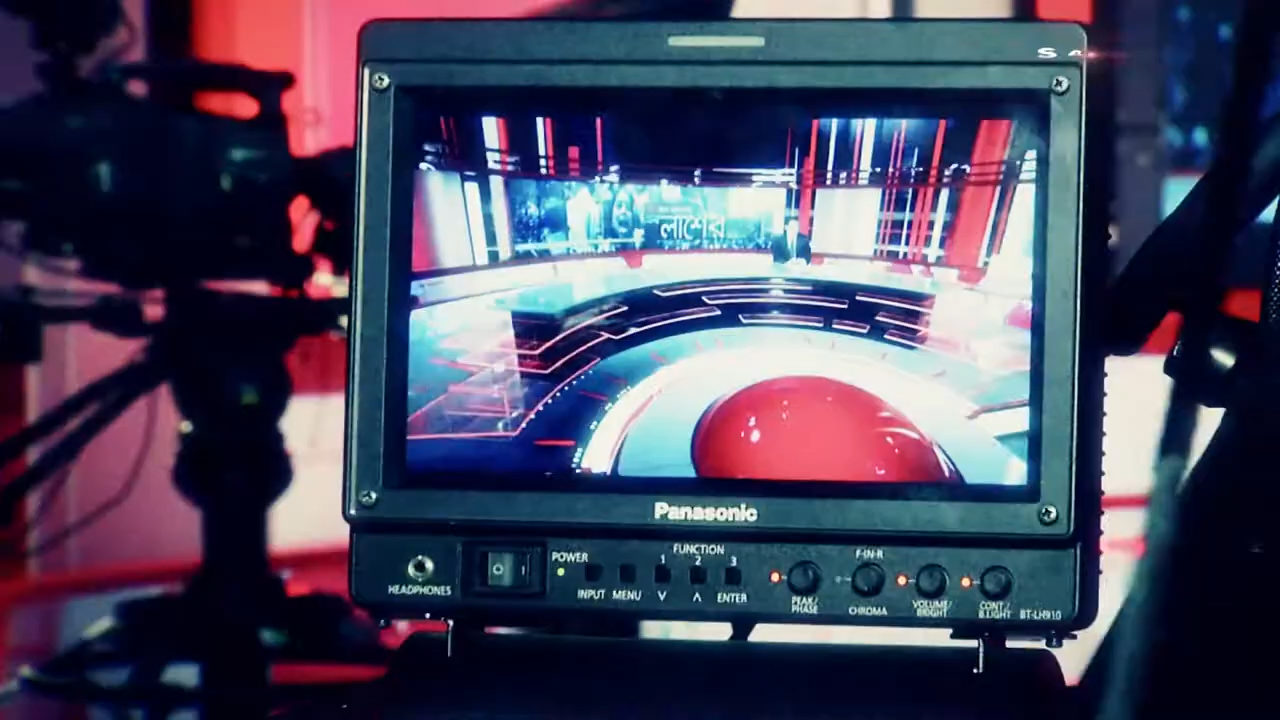 লাশের
Panasonic
POWER
FUNCTION
1 2 3
INPUT MENU ENTER
HEADPHONES
F-IN-R
PEAK/
PHASE
CHROMA
VOLUME/
BRIGHT
CONT./
B.LIGHT
BT-LH910